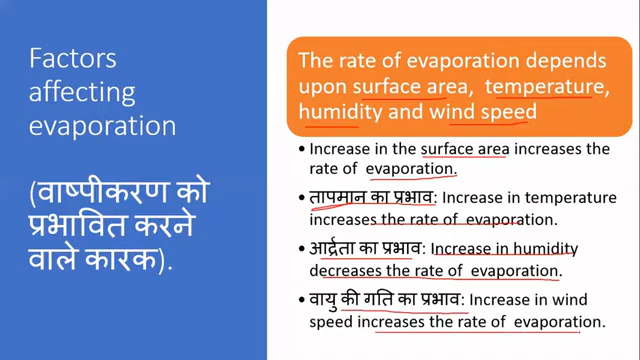 Factors
affecting
evaporation
(वाष्पीकरण को
प्रभावित करने
वाले कारक).
The rate of evaporation depends
upon surface area, temperature,
humidity and wind speed
• Increase in the surface area increases the
rate of evaporation.
• तापमान का प्रभाव: Increase in temperature
increases the rate of evaporation.
• आर्द्रता का प्रभाव: Increase in humidity
decreases the rate of evaporation.
• वायु की गति का प्रभाव: Increase in wind
speed increases the rate of evaporation.